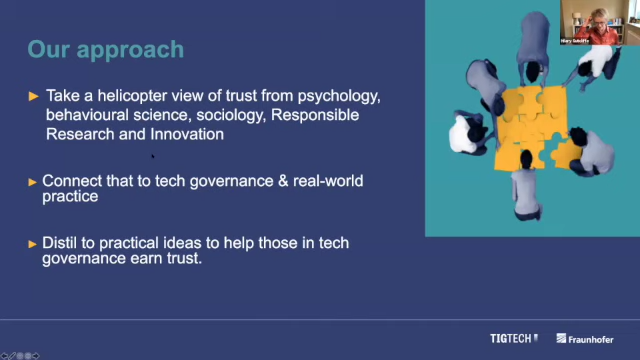 Our approach
► Take a helicopter view of trust from psychology,
behavioural science, sociology, Responsible
Research and Innovation
► Connect that to tech governance & real-world
practice
► Distil to practical ideas to help those in tech
governance earn trust.
Hilary Sutcliffe
TIGTECH
Fraunhofer